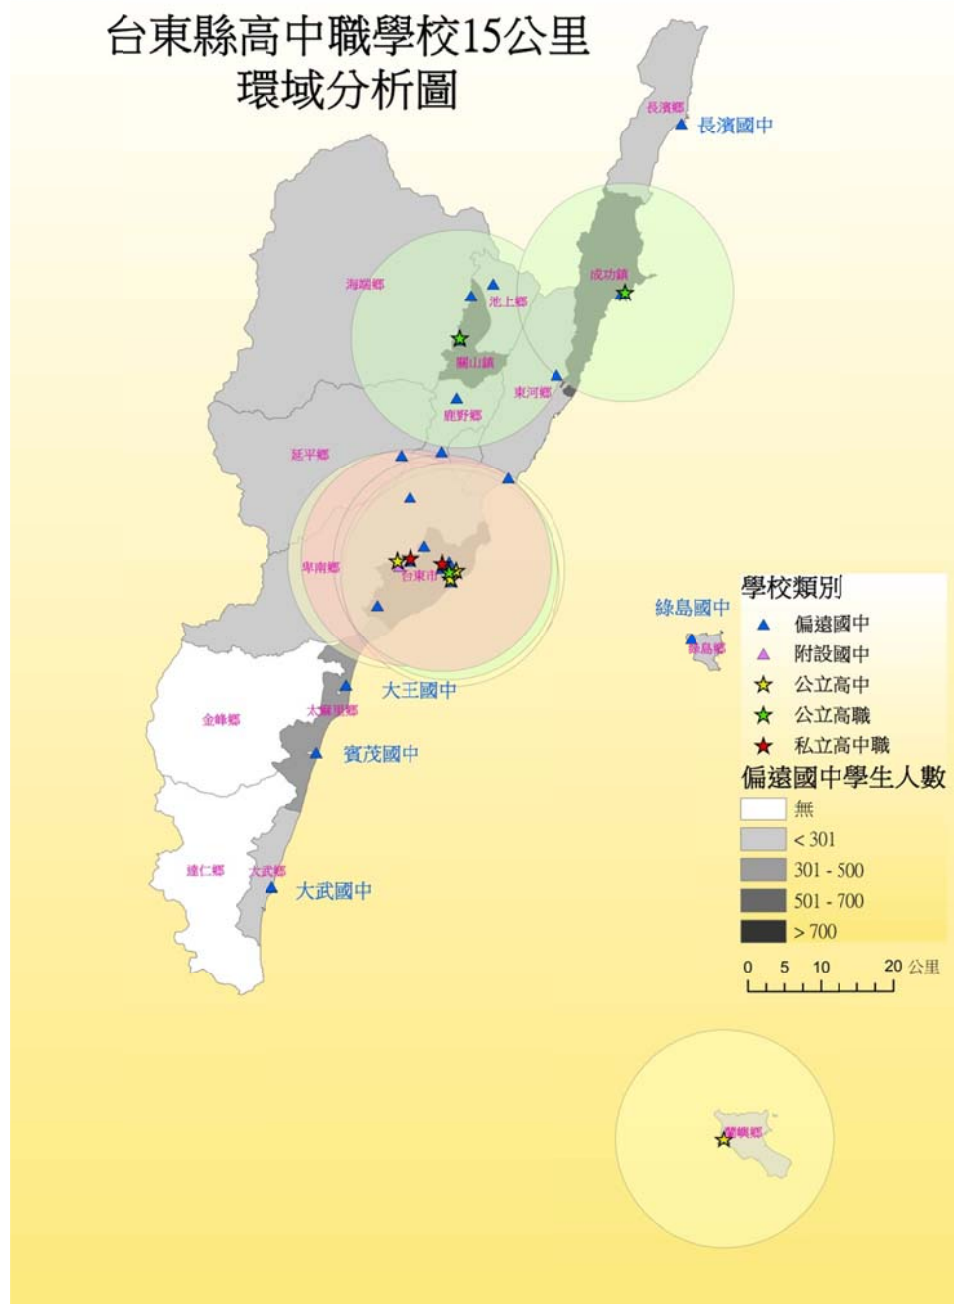 台東縣高中職學校15公里
環域分析圖
長濱鄉
長濱國中
成功鎮
海端鄉
池上鄉
關山鎮
東河鄉
鹿野鄉
延平鄉
卑南鄉
台東市
綠島國中
綠島鄉
大王國中
太麻里鄉
金峰鄉
賓茂國中
達仁鄉
大武鄉
大武國中
蘭嶼鄉
學校類別
偏遠國中
附設國中
公立高中
公立高職
私立高中職
偏遠國中學生人數
無
< 301
301 - 500
501 - 700
> 700
0 5 10 20 公里